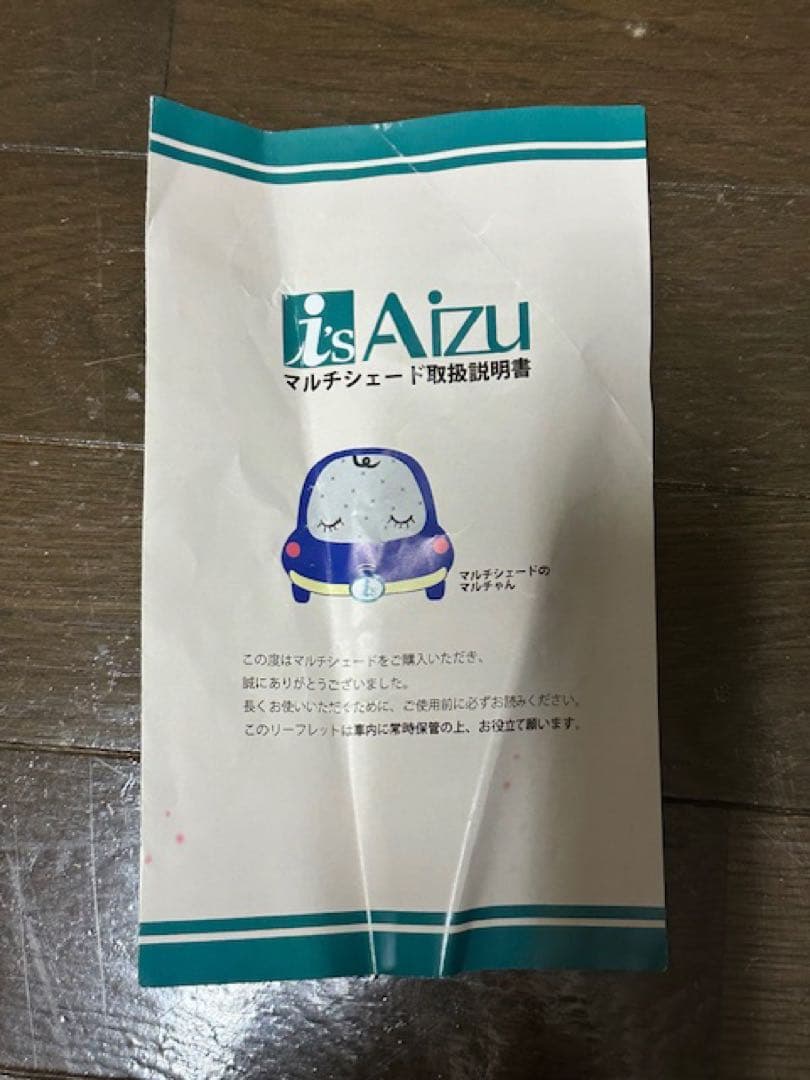 i's Aizu
マルチシェード取扱説明書
マルチシェードの
マルチゃん
i's
この度はマルチシェードをご購入いただき、
誠にありがとうございました。
長くお使いいただくために、ご使用前に必ずお読みください。
このリーフレットは車内に常時保管の上、お役立て願います。